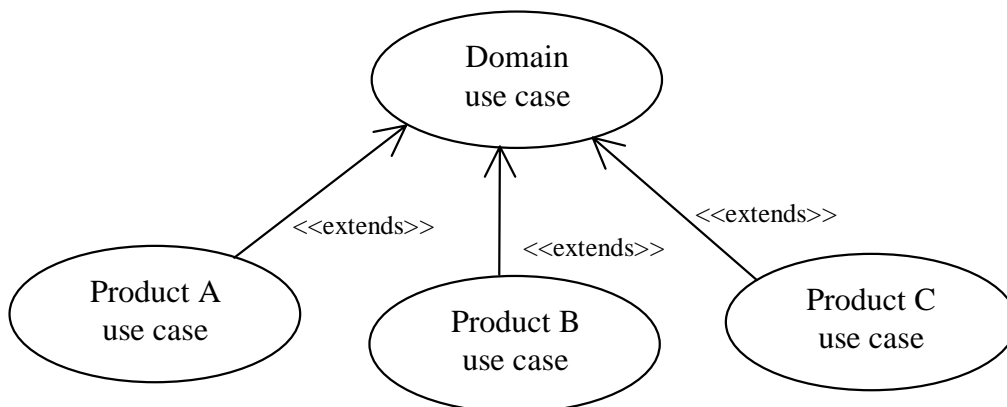 Domain
use case
<<extends>>
<<extends>>
<<extends>>
Product A
use case
Product B
use case
Product C
use case